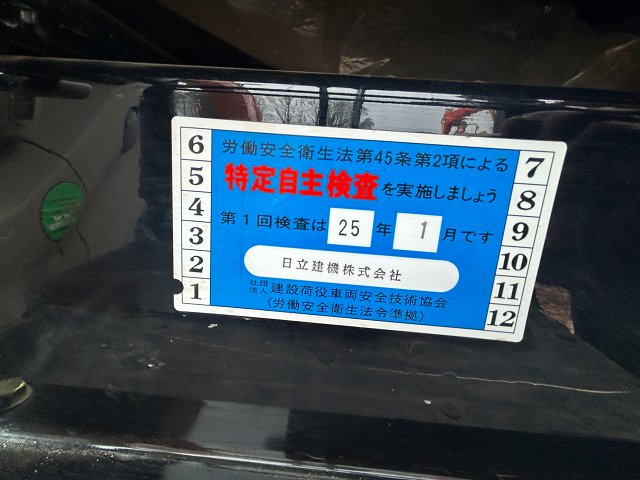 労働安全衛生法第45条第2項による
特定自主検査を実施しましょう
第1回検査は 25 年 1 月です
日立建機株式会社
社団法人 建設荷役車両安全技術協会
(労働安全衛生法令準拠)
6
5
4
3
2
1
7
8
9
10
11
12